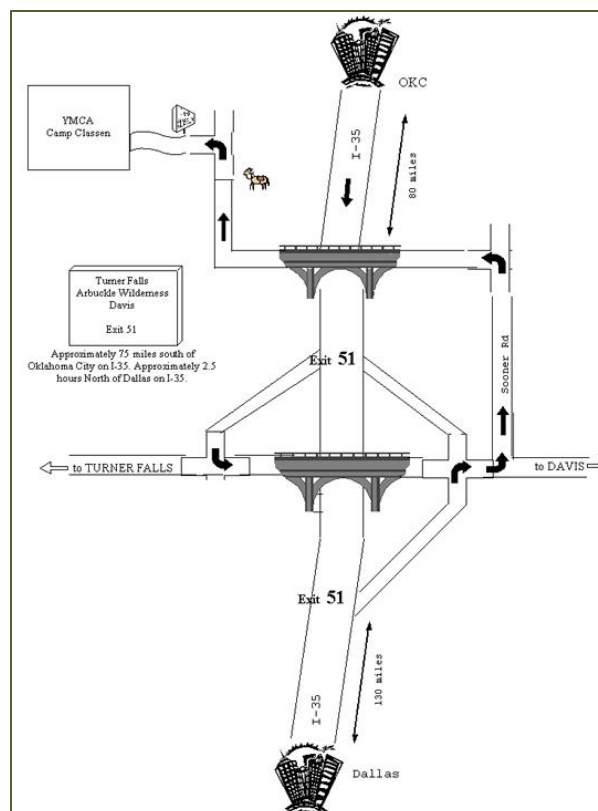 OKC
YMCA
Camp Classen
I-35
80 miles
Turner Falls
Arbuckle Wilderness
Davis
Exit 51
Approximately 75 miles south of
Oklahoma City on I-35. Approximately 2.5
hours North of Dallas on I-35.
Exit 51
Sooner Rd
to TURNER FALLS
to DAVIS
Exit 51
130 miles
I-35
Dallas